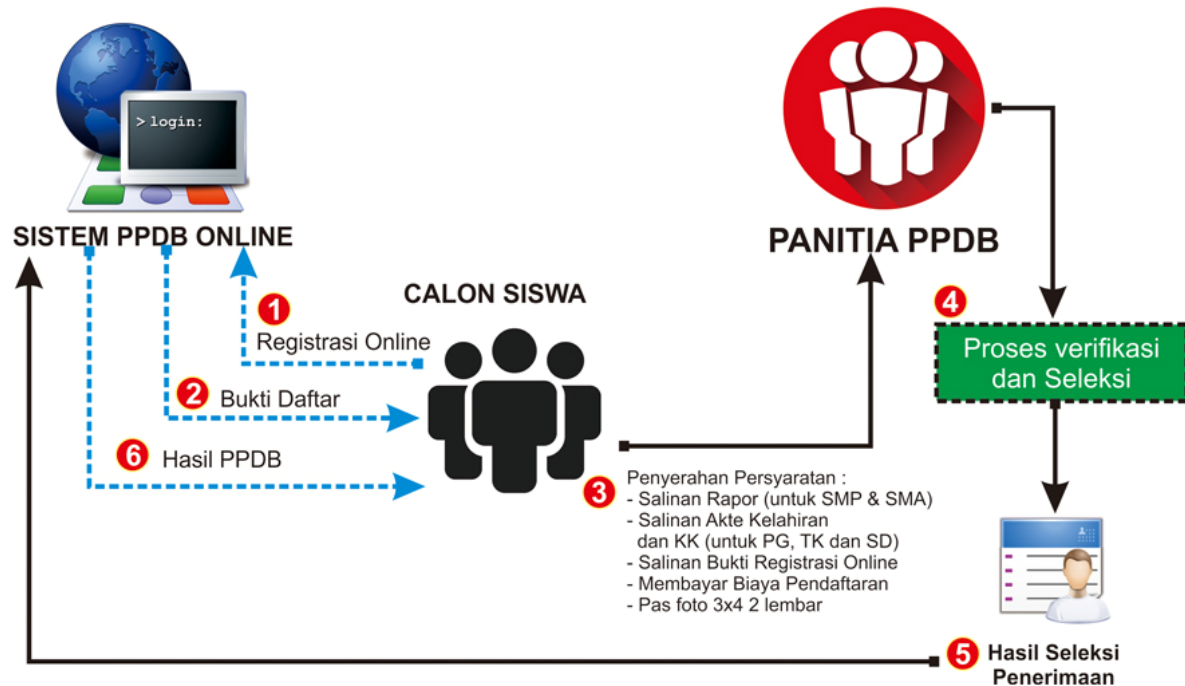 > login:
SISTEM PPDB ONLINE
PANITIA PPDB
CALON SISWA
1
Registrasi Online
2 Bukti Daftar
6 Hasil PPDB
3 Penyerahan Persyaratan :
- Salinan Rapor (untuk SMP & SMA)
- Salinan Akte Kelahiran
dan KK (untuk PG, TK dan SD)
- Salinan Bukti Registrasi Online
- Membayar Biaya Pendaftaran
- Pas foto 3x4 2 lembar
4
Proses verifikasi
dan Seleksi
5 Hasil Seleksi
Penerimaan